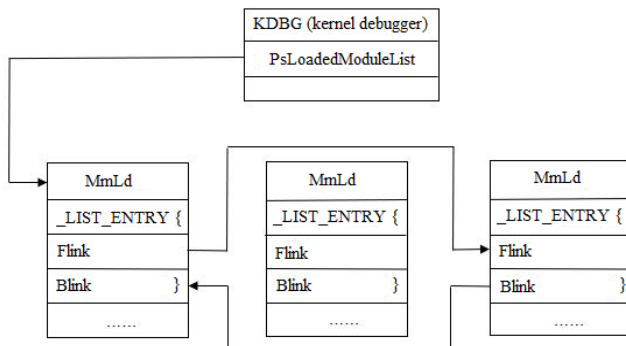 KDBG (kernel debugger)
PsLoadedModuleList
MmLd
_LIST_ENTRY {
Flink
Blink }
......
MmLd
_LIST_ENTRY {
Flink
Blink }
......
MmLd
_LIST_ENTRY {
Flink
Blink }
......